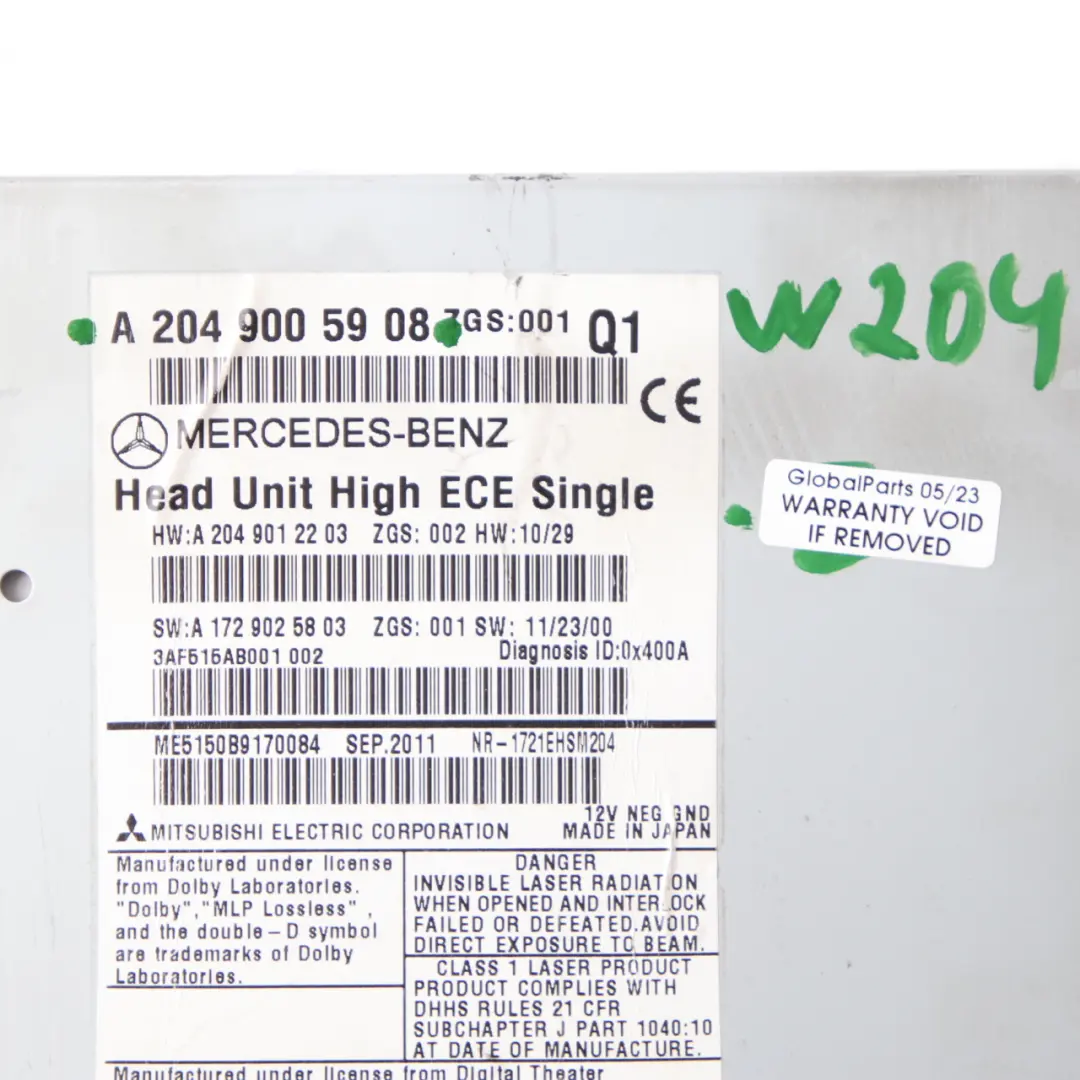 A 204 900 59 08 ZGS:001 Q1
W204
CE
MERCEDES-BENZ
Head Unit High ECE Single
HW:A 204 901 22 03 ZGS: 002 HW:10/29
GlobalParts 05/23
WARRANTY VOID
IF REMOVED
SW:A 172 902 58 03 ZGS: 001 SW: 11/23/00
3AF515AB001 002 Diagnosis ID:0x400A
ME5150B9170084 SEP.2011 NR-1721EHSM204
12V NEG GND
MITSUBISHI ELECTRIC CORPORATION MADE IN JAPAN
Manufactured under license
from Dolby Laboratories.
"Dolby","MLP Lossless",
and the double-D symbol
are trademarks of Dolby
Laboratories.
DANGER
INVISIBLE LASER RADIATION
WHEN OPENED AND INTERLOCK
FAILED OR DEFEATED.AVOID
DIRECT EXPOSURE TO BEAM.
CLASS 1 LASER PRODUCT
PRODUCT COMPLIES WITH
DHHS RULES 21 CFR
SUBCHAPTER J PART 1040:10
AT DATE OF MANUFACTURE.
Manufactured under license from Digital Theater